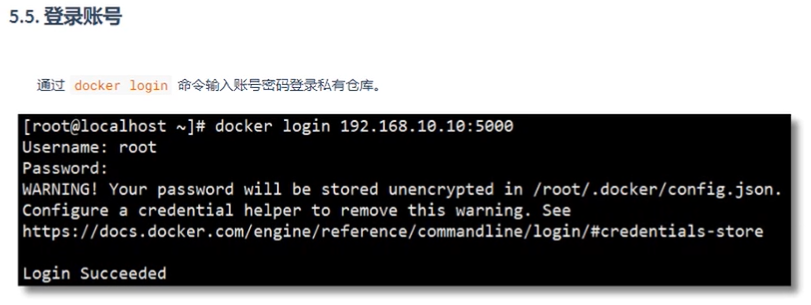 5.5. 登录账号
通过 docker login 命令输入账号密码登录私有仓库。
[root@localhost ~]# docker login 192.168.10.10:5000
Username: root
Password:
WARNING! Your password will be stored unencrypted in /root/.docker/config.json.
Configure a credential helper to remove this warning. See
https://docs.docker.com/engine/reference/commandline/login/#credentials-store
Login Succeeded